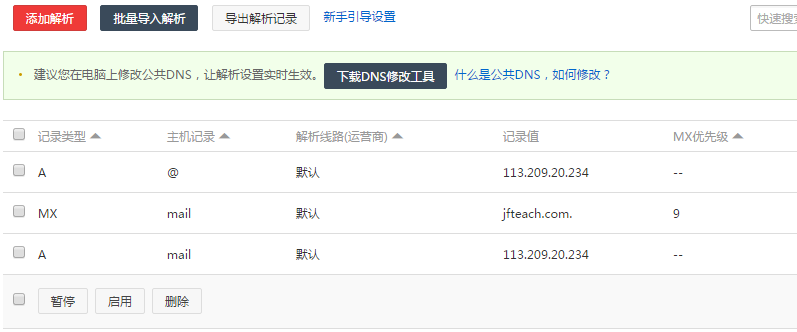 添加解析 批量导入解析 导出解析记录 新手引导设置 快速搜
建议您在电脑上修改公共DNS，让解析设置实时生效。 下载DNS修改工具 什么是公共DNS，如何修改？
记录类型 主机记录 解析线路(运营商) 记录值 MX优先级
A @ 默认 113.209.20.234 --
MX mail 默认 jfteach.com. 9
A mail 默认 113.209.20.234 --
暂停 启用 删除